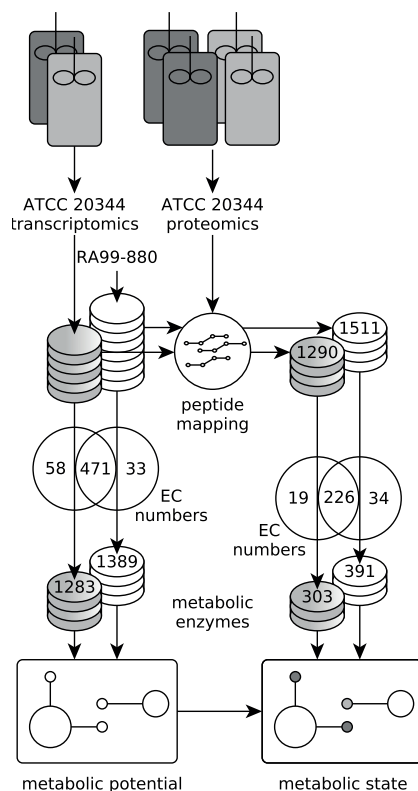 ATCC 20344
transcriptomics
ATCC 20344
proteomics
RA99-880
1511
1290
peptide
mapping
58 471 33
EC
numbers
19 226 34
EC
numbers
1389
1283
391
303
metabolic
enzymes
metabolic potential
metabolic state